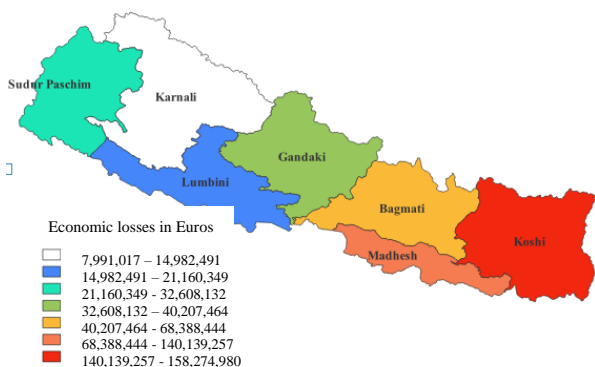 Sudur Paschim
Karnali
Gandaki
Lumbini
Bagmati
Koshi
Madhesh
Economic losses in Euros
7,991,017 – 14,982,491
14,982,491 – 21,160,349
21,160,349 - 32,608,132
32,608,132 – 40,207,464
40,207,464 - 68,388,444
68,388,444 - 140,139,257
140,139,257 - 158,274,980